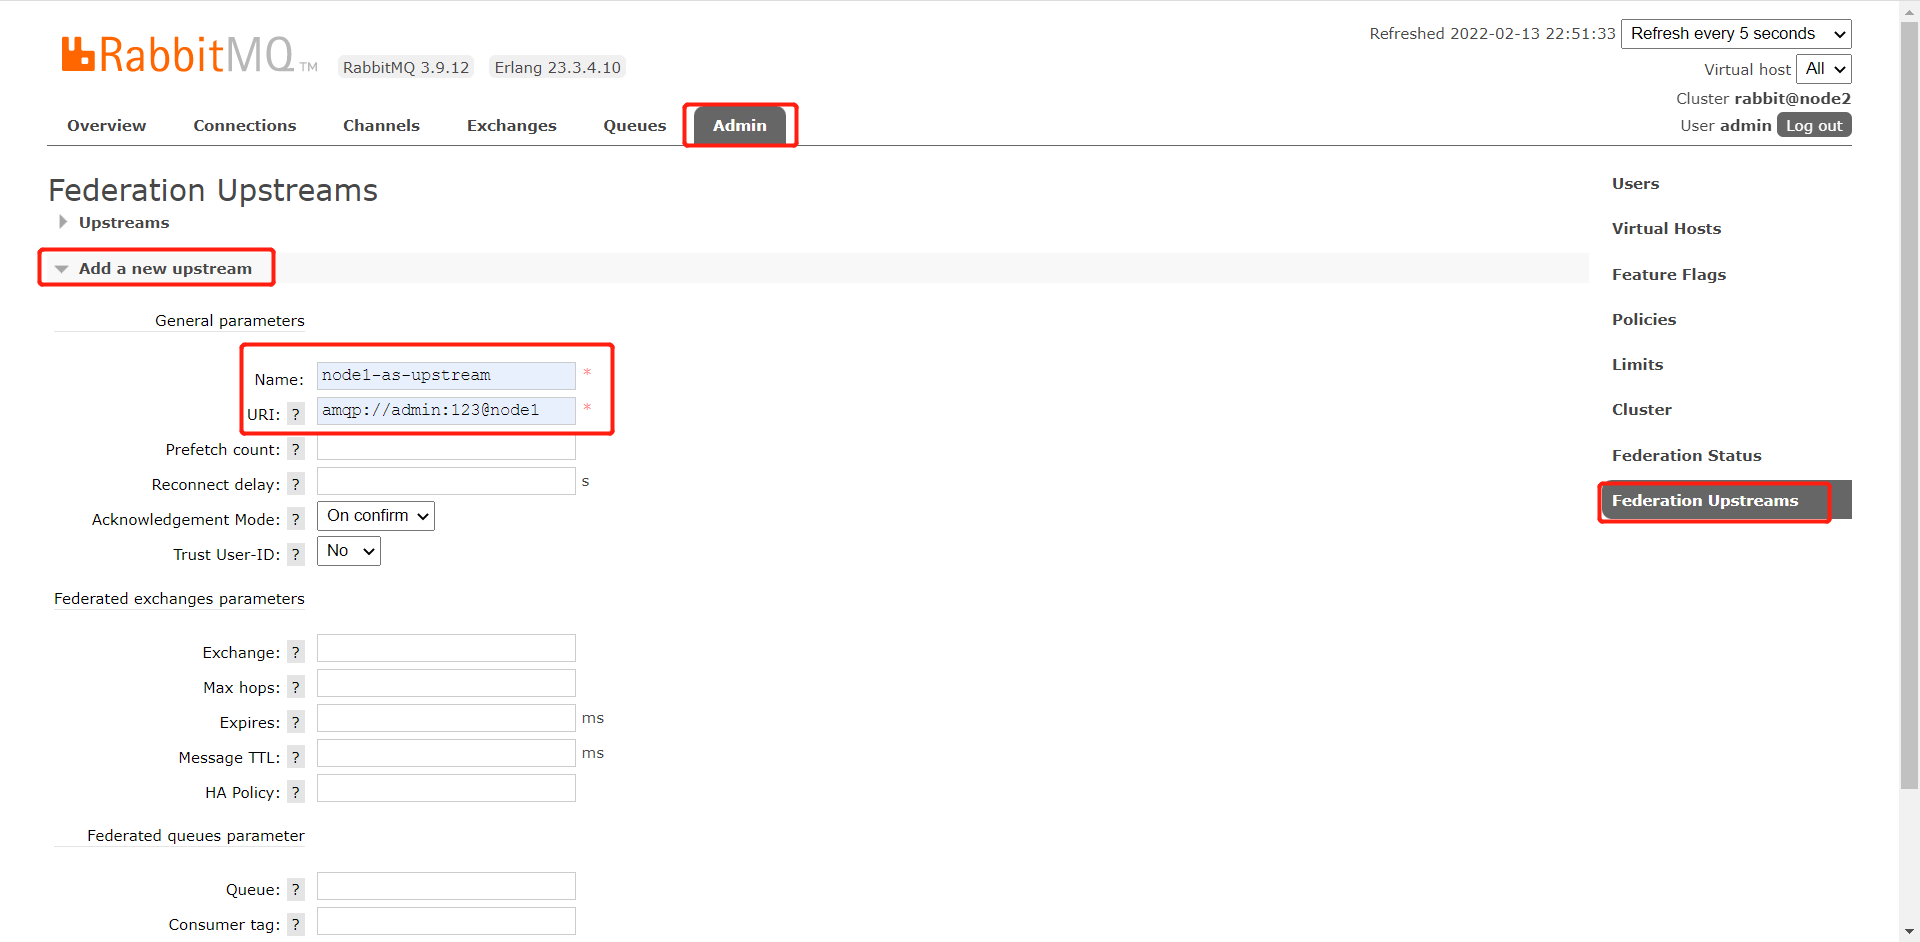 Refreshed 2022-02-13 22:51:33 Refresh every 5 seconds
RabbitMQ TM RabbitMQ 3.9.12 Erlang 23.3.4.10
Virtual host All
Cluster rabbit@node2
User admin Log out
Overview Connections Channels Exchanges Queues Admin
Federation Upstreams
Upstreams
Add a new upstream
General parameters
Name: node1-as-upstream *
URI: ? amqp://admin:123@node1 *
Prefetch count: ?
Reconnect delay: ? s
Acknowledgement Mode: ? On confirm
Trust User-ID: ? No
Federated exchanges parameters
Exchange: ?
Max hops: ?
Expires: ? ms
Message TTL: ? ms
HA Policy: ?
Federated queues parameter
Queue: ?
Consumer tag: ?
Users
Virtual Hosts
Feature Flags
Policies
Limits
Cluster
Federation Status
Federation Upstreams